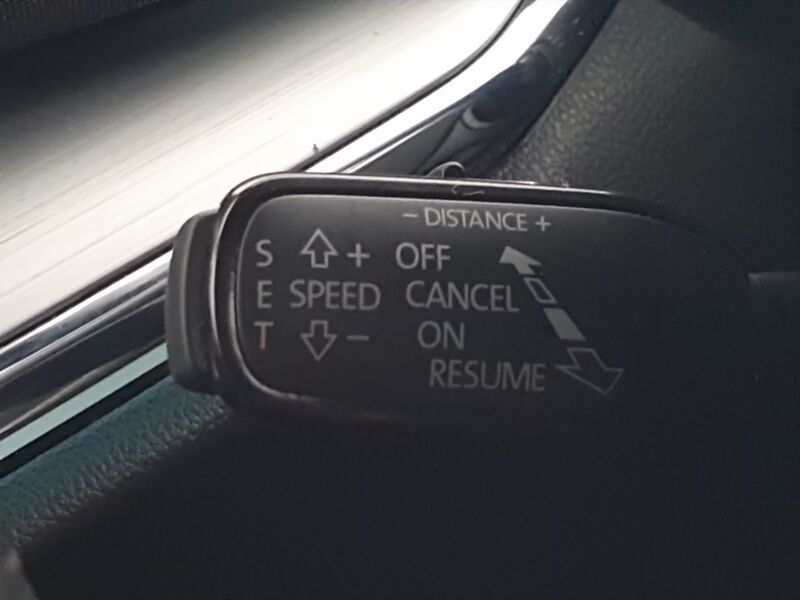 – DISTANCE +
S + OFF
E SPEED CANCEL
T – ON
RESUME